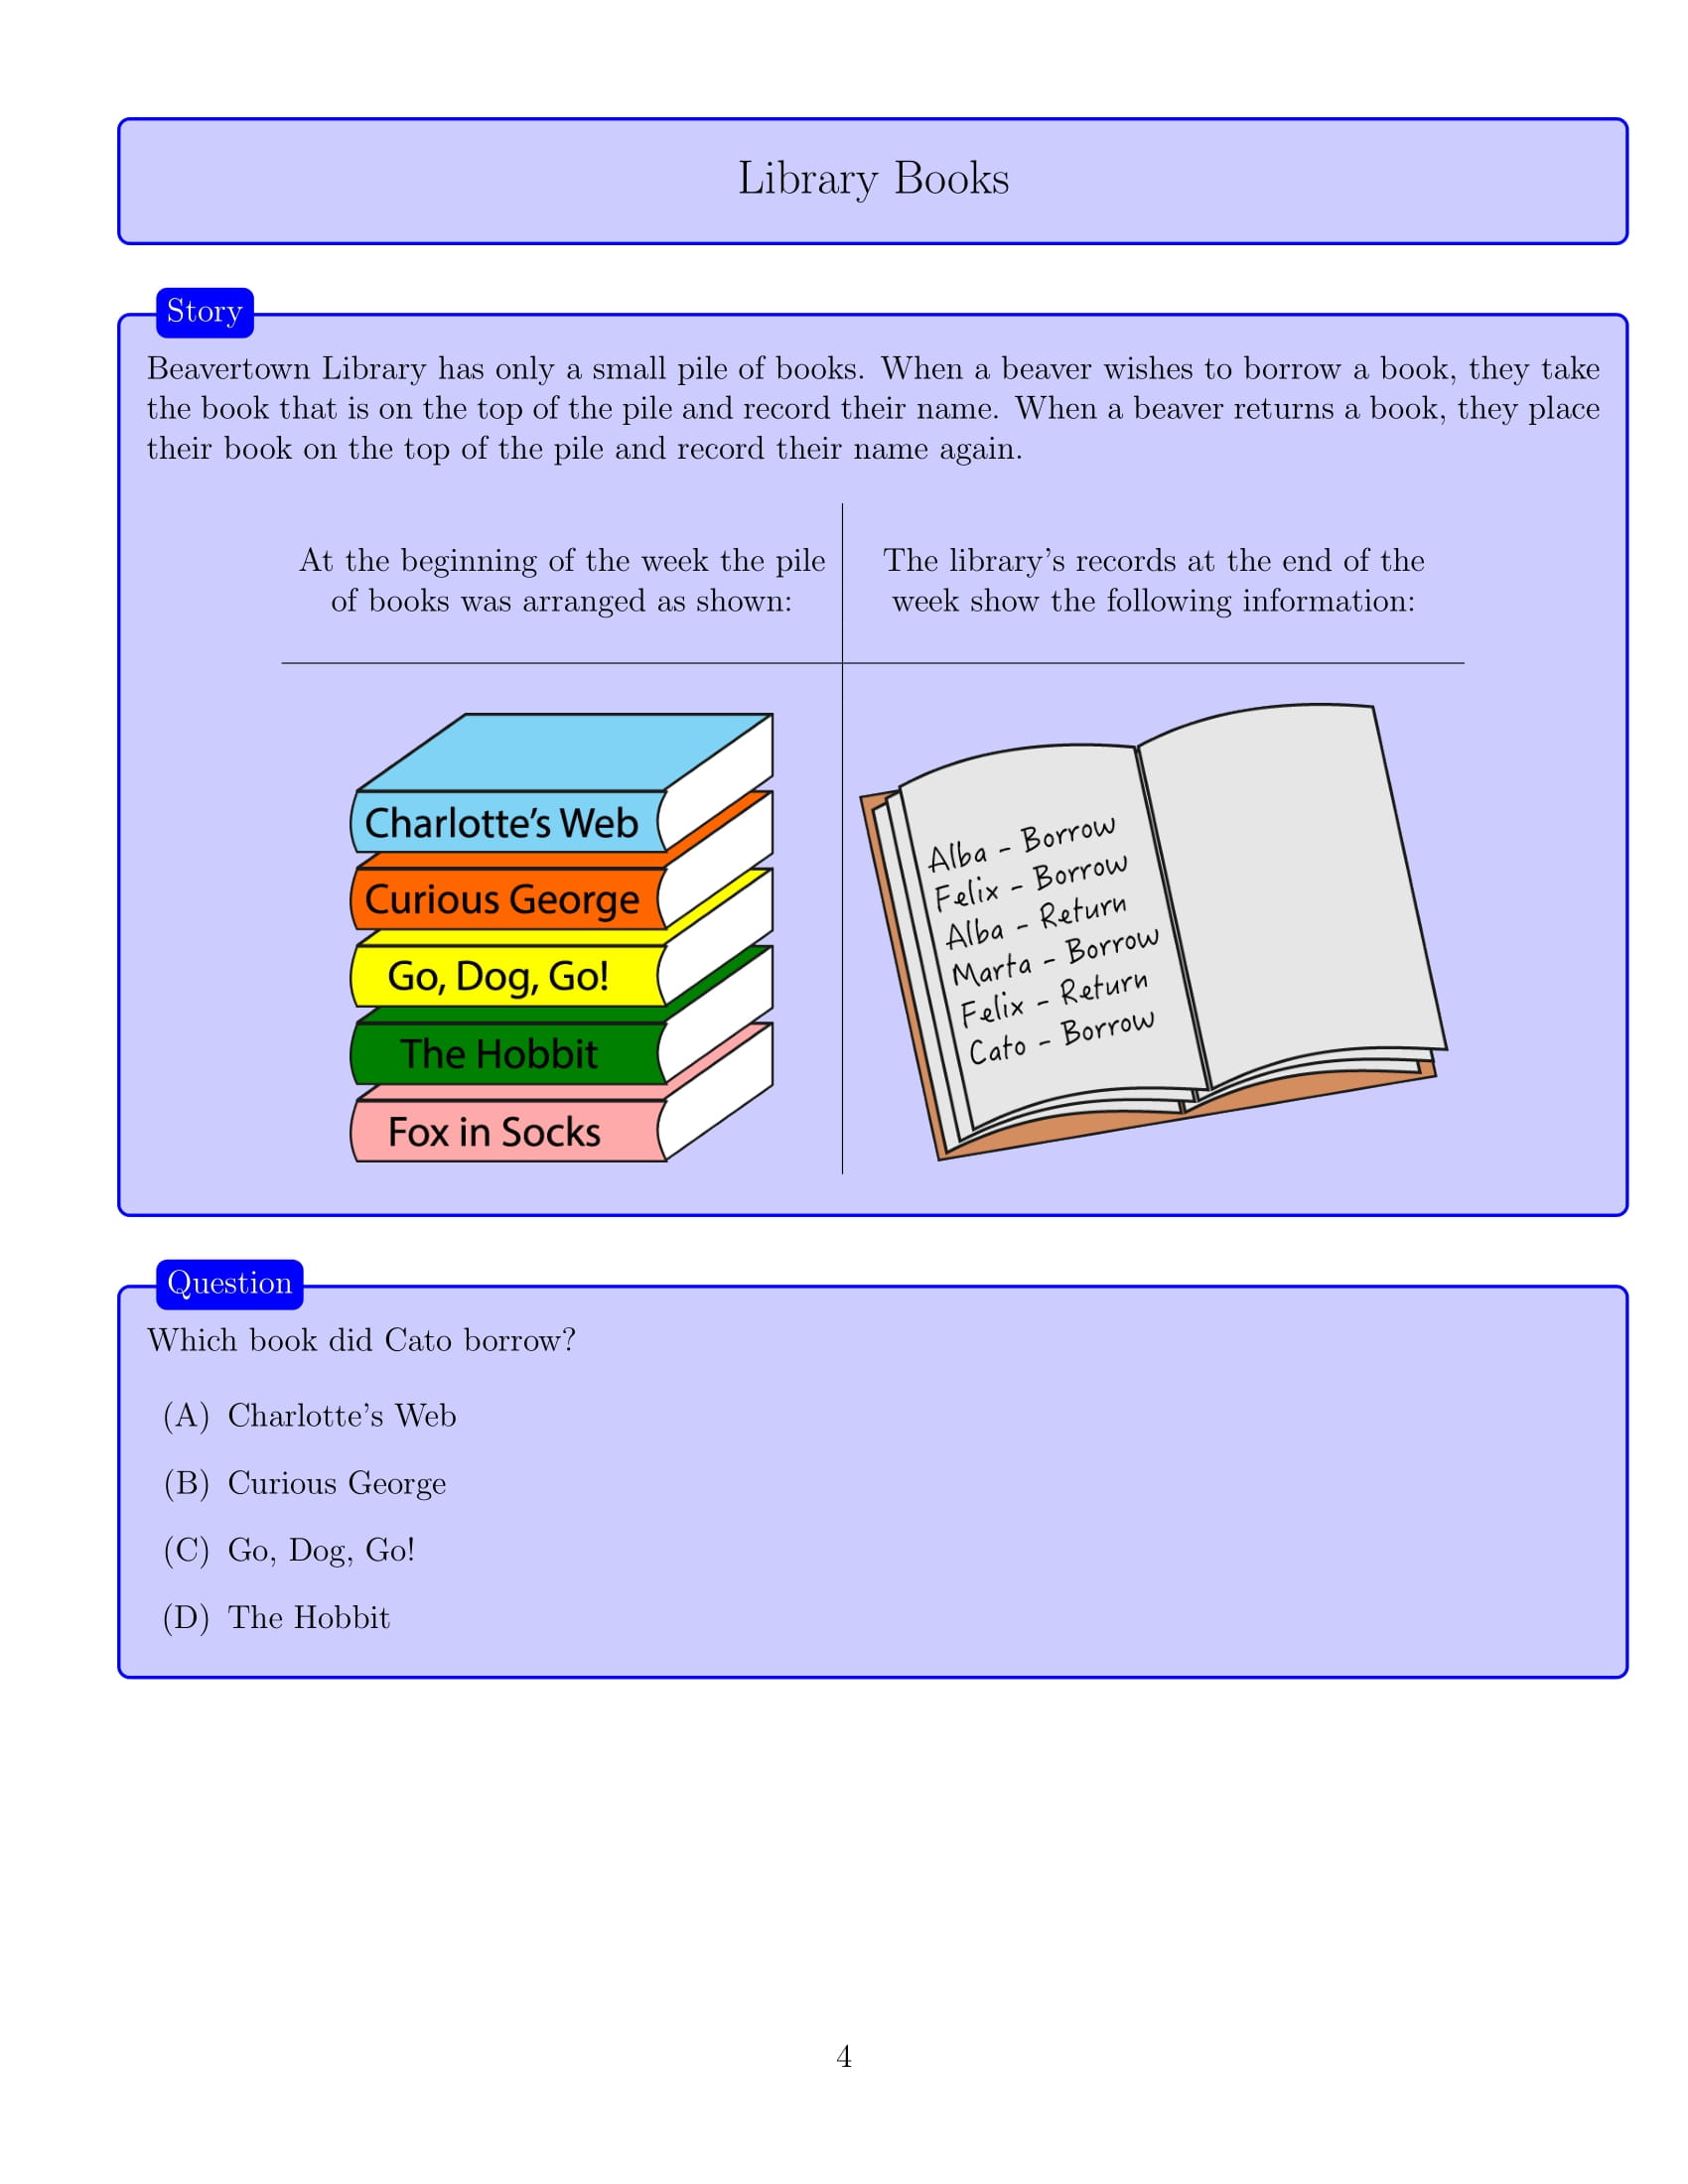 Library Books
Story
Beavertown Library has only a small pile of books. When a beaver wishes to borrow a book, they take
the book that is on the top of the pile and record their name. When a beaver returns a book, they place
their book on the top of the pile and record their name again.
At the beginning of the week the pile
of books was arranged as shown:
The library's records at the end of the
week show the following information:
Charlotte's Web
Curious George
Go, Dog, Go!
The Hobbit
Fox in Socks
Alba - Borrow
Felix - Borrow
Alba - Return
Marta - Borrow
Felix - Return
Cato - Borrow
Question
Which book did Cato borrow?
(A) Charlotte's Web
(B) Curious George
(C) Go, Dog, Go!
(D) The Hobbit
4